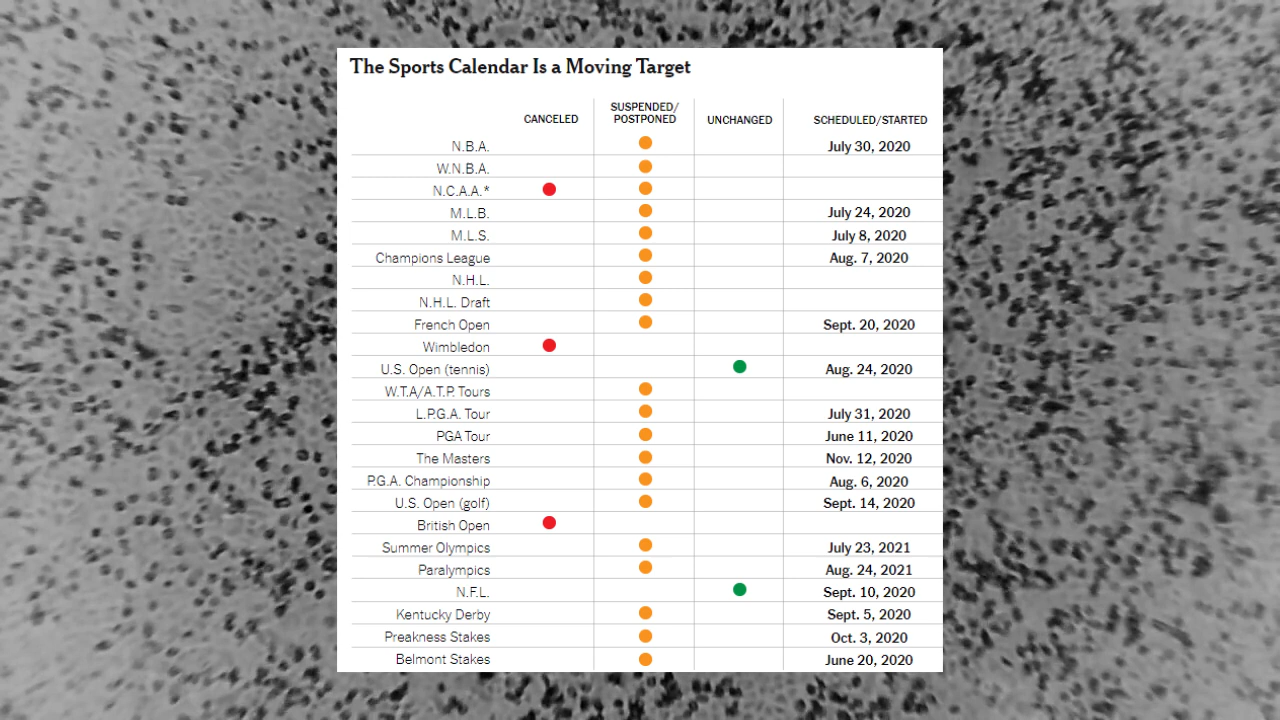 The Sports Calendar Is a Moving Target
CANCELED SUSPENDED/ POSTPONED UNCHANGED SCHEDULED/STARTED
N.B.A. July 30, 2020
W.N.B.A.
N.C.A.A.*
M.L.B. July 24, 2020
M.L.S. July 8, 2020
Champions League Aug. 7, 2020
N.H.L.
N.H.L. Draft
French Open Sept. 20, 2020
Wimbledon
U.S. Open (tennis) Aug. 24, 2020
W.T.A/A.T.P. Tours
L.P.G.A. Tour July 31, 2020
PGA Tour June 11, 2020
The Masters Nov. 12, 2020
P.G.A. Championship Aug. 6, 2020
U.S. Open (golf) Sept. 14, 2020
British Open
Summer Olympics July 23, 2021
Paralympics Aug. 24, 2021
N.F.L. Sept. 10, 2020
Kentucky Derby Sept. 5, 2020
Preakness Stakes Oct. 3, 2020
Belmont Stakes June 20, 2020